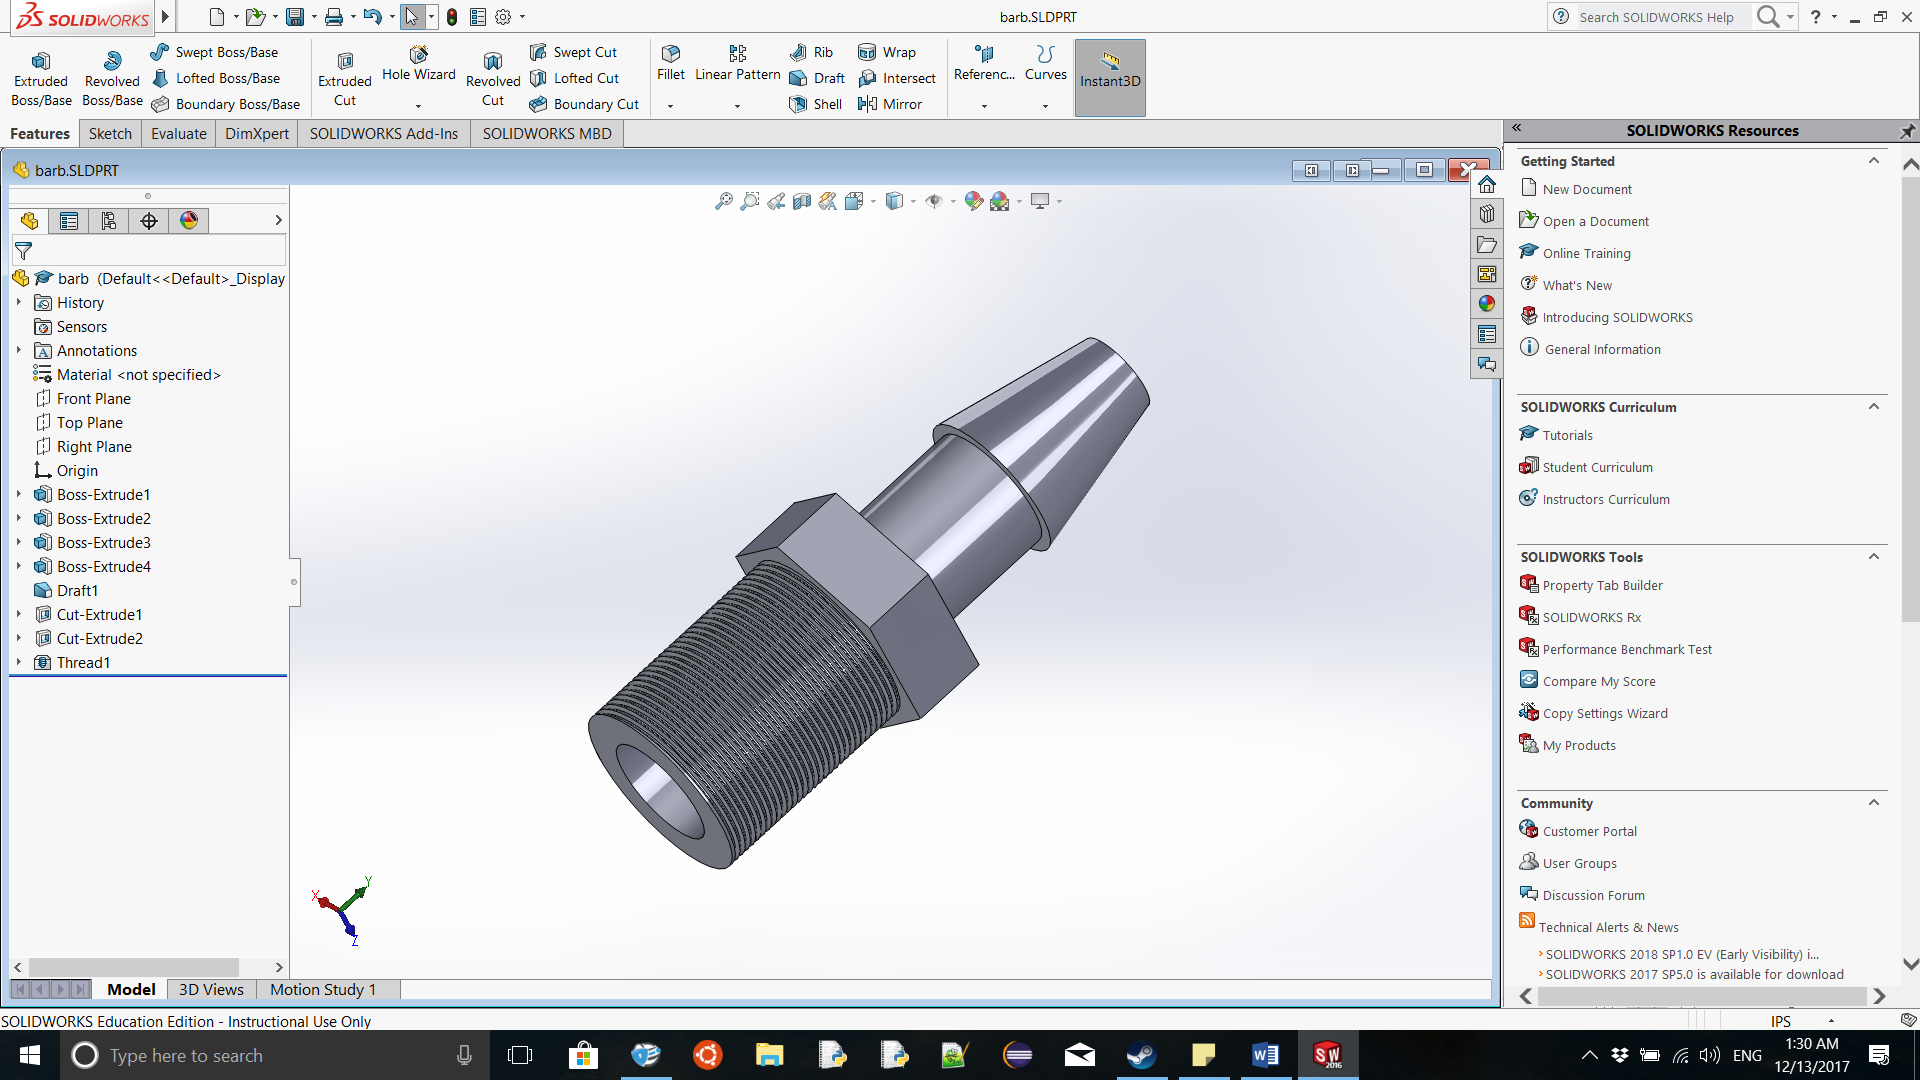 SOLIDWORKS
barb.SLDPRT
Search SOLIDWORKS Help
?
Extruded Boss/Base
Revolved Boss/Base
Swept Boss/Base
Lofted Boss/Base
Boundary Boss/Base
Extruded Cut
Hole Wizard
Revolved Cut
Swept Cut
Lofted Cut
Boundary Cut
Fillet
Linear Pattern
Rib
Draft
Shell
Wrap
Intersect
Mirror
Referenc...
Curves
Instant3D
Features
Sketch
Evaluate
DimXpert
SOLIDWORKS Add-Ins
SOLIDWORKS MBD
barb.SLDPRT
barb (Default<<Default>_Display
History
Sensors
Annotations
Material <not specified>
Front Plane
Top Plane
Right Plane
Origin
Boss-Extrude1
Boss-Extrude2
Boss-Extrude3
Boss-Extrude4
Draft1
Cut-Extrude1
Cut-Extrude2
Thread1
X
Y
Z
Model
3D Views
Motion Study 1
SOLIDWORKS Resources
Getting Started
New Document
Open a Document
Online Training
What's New
Introducing SOLIDWORKS
General Information
SOLIDWORKS Curriculum
Tutorials
Student Curriculum
Instructors Curriculum
SOLIDWORKS Tools
Property Tab Builder
SOLIDWORKS Rx
Performance Benchmark Test
Compare My Score
Copy Settings Wizard
My Products
Community
Customer Portal
User Groups
Discussion Forum
Technical Alerts & News
SOLIDWORKS 2018 SP1.0 EV (Early Visibility) i...
SOLIDWORKS 2017 SP5.0 is available for download
SOLIDWORKS Education Edition - Instructional Use Only
IPS
Type here to search
SW
2016
ENG
1:30 AM
12/13/2017